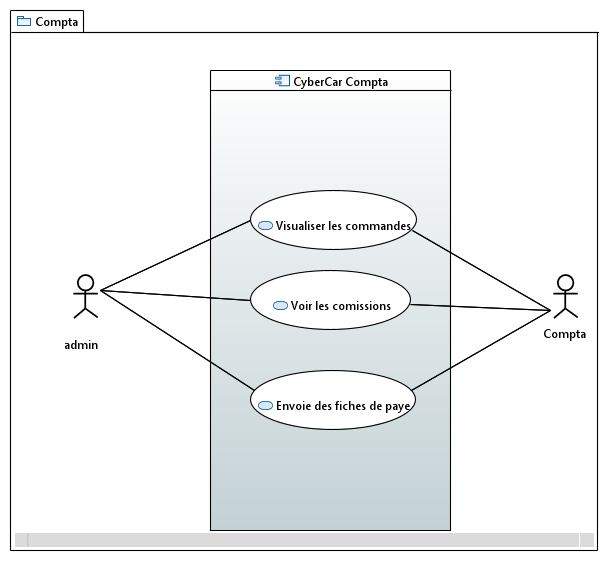 Compta
CyberCar Compta
Visualiser les commandes
Voir les comissions
admin
Compta
Envoie des fiches de paye